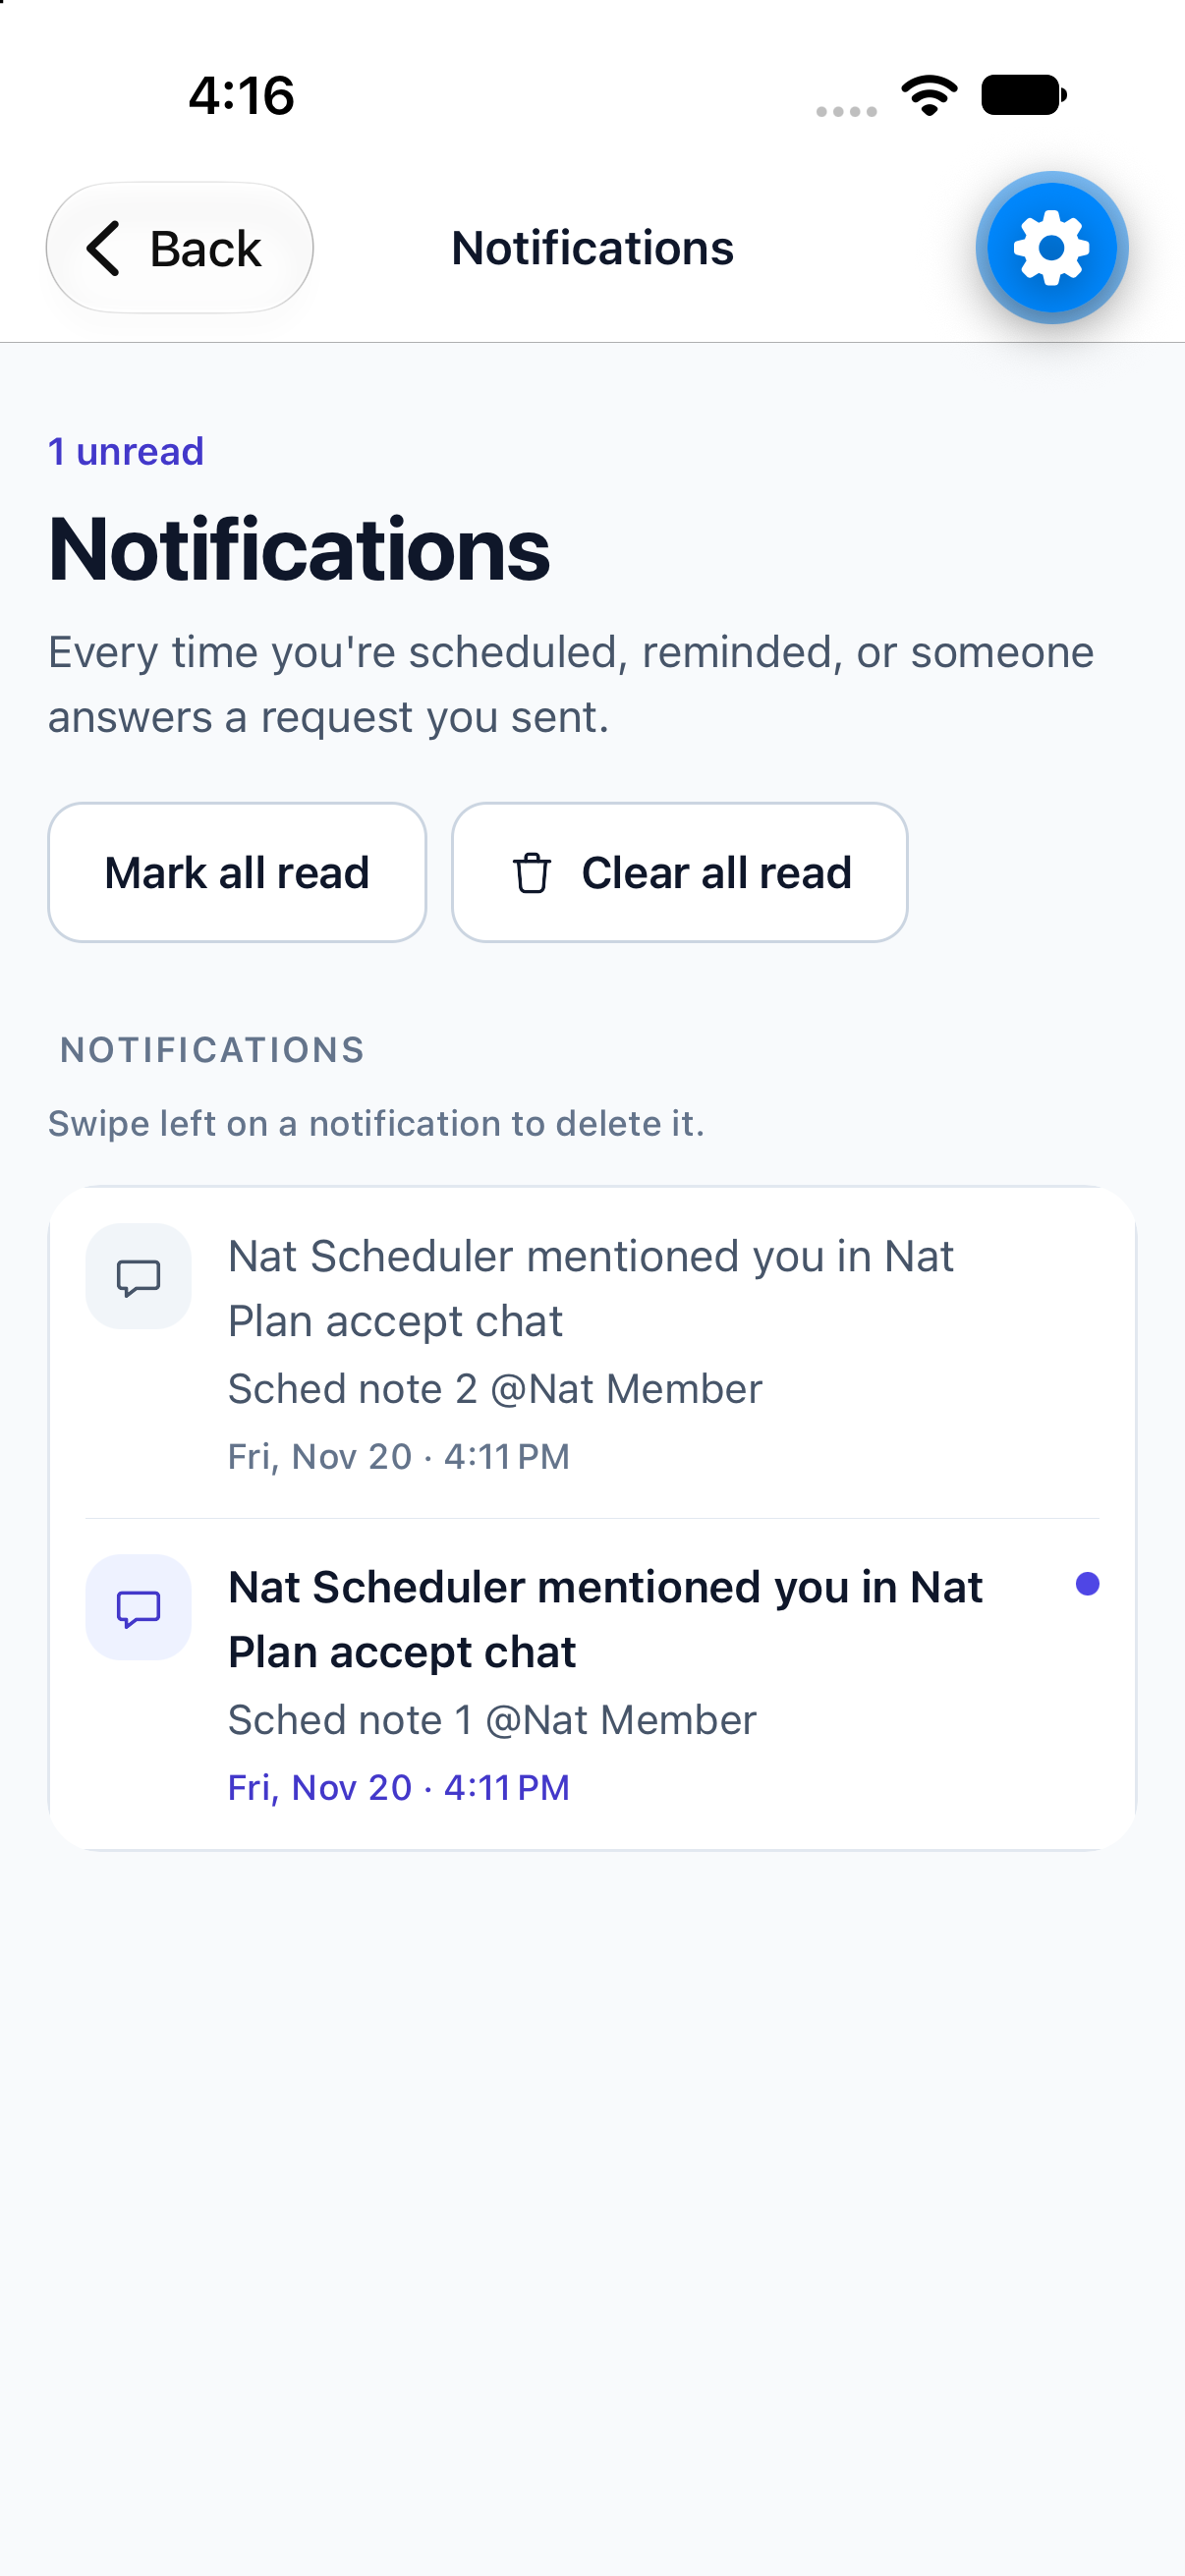 4:16
Back
Notifications
1 unread
Notifications
Every time you're scheduled, reminded, or someone
answers a request you sent.
Mark all read
Clear all read
NOTIFICATIONS
Swipe left on a notification to delete it.
Nat Scheduler mentioned you in Nat
Plan accept chat
Sched note 2 @Nat Member
Fri, Nov 20 · 4:11 PM
Nat Scheduler mentioned you in Nat
Plan accept chat
Sched note 1 @Nat Member
Fri, Nov 20 · 4:11 PM